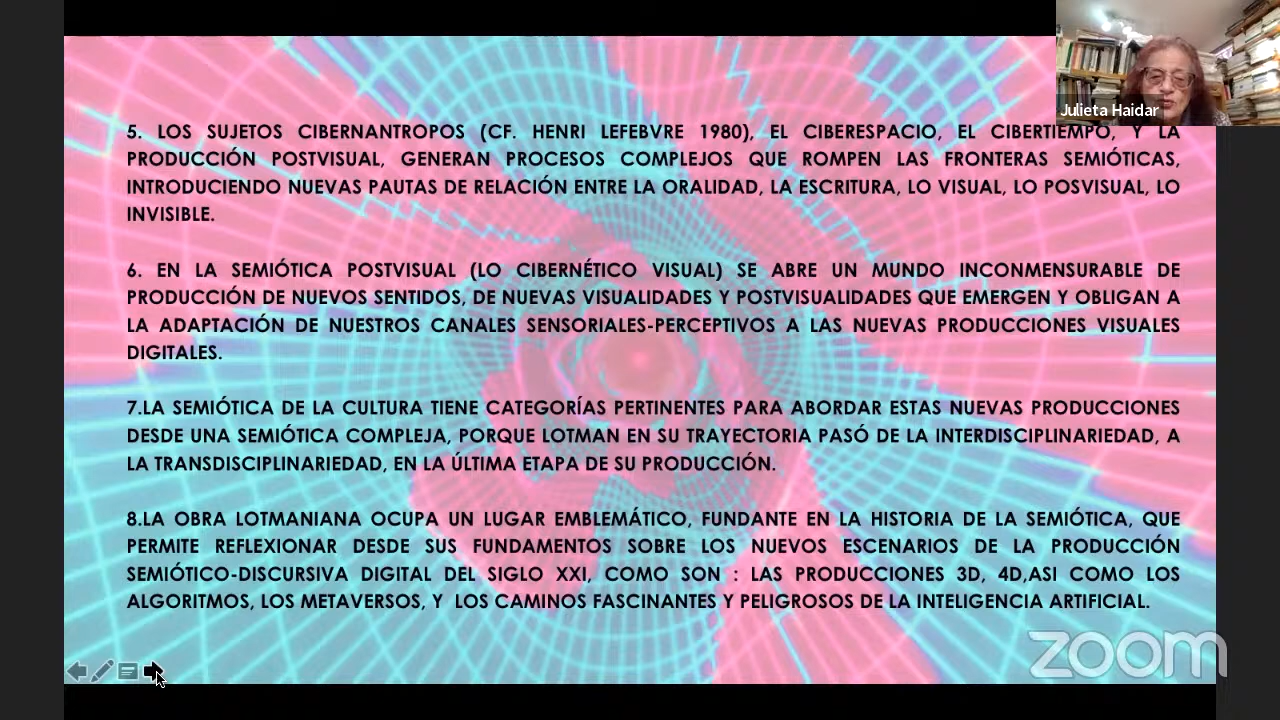 Julieta Haidar
5. LOS SUJETOS CIBERNANTROPOS (CF. HENRI LEFEBVRE 1980), EL CIBERESPACIO, EL CIBERTIEMPO, Y LA
PRODUCCIÓN POSTVISUAL, GENERAN PROCESOS COMPLEJOS QUE ROMPEN LAS FRONTERAS SEMIÓTICAS,
INTRODUCIENDO NUEVAS PAUTAS DE RELACIÓN ENTRE LA ORALIDAD, LA ESCRITURA, LO VISUAL, LO POSVISUAL, LO
INVISIBLE.
6. EN LA SEMIÓTICA POSTVISUAL (LO CIBERNÉTICO VISUAL) SE ABRE UN MUNDO INCONMENSURABLE DE
PRODUCCIÓN DE NUEVOS SENTIDOS, DE NUEVAS VISUALIDADES Y POSTVISUALIDADES QUE EMERGEN Y OBLIGAN A
LA ADAPTACIÓN DE NUESTROS CANALES SENSORIALES-PERCEPTIVOS A LAS NUEVAS PRODUCCIONES VISUALES
DIGITALES.
7.LA SEMIÓTICA DE LA CULTURA TIENE CATEGORÍAS PERTINENTES PARA ABORDAR ESTAS NUEVAS PRODUCCIONES
DESDE UNA SEMIÓTICA COMPLEJA, PORQUE LOTMAN EN SU TRAYECTORIA PASÓ DE LA INTERDISCIPLINARIEDAD, A
LA TRANSDISCIPLINARIEDAD, EN LA ÚLTIMA ETAPA DE SU PRODUCCIÓN.
8.LA OBRA LOTMANIANA OCUPA UN LUGAR EMBLEMÁTICO, FUNDANTE EN LA HISTORIA DE LA SEMIÓTICA, QUE
PERMITE REFLEXIONAR DESDE SUS FUNDAMENTOS SOBRE LOS NUEVOS ESCENARIOS DE LA PRODUCCIÓN
SEMIÓTICO-DISCURSIVA DIGITAL DEL SIGLO XXI, COMO SON : LAS PRODUCCIONES 3D, 4D,ASI COMO LOS
ALGORITMOS, LOS METAVERSOS, Y LOS CAMINOS FASCINANTES Y PELIGROSOS DE LA INTELIGENCIA ARTIFICIAL.
zoom